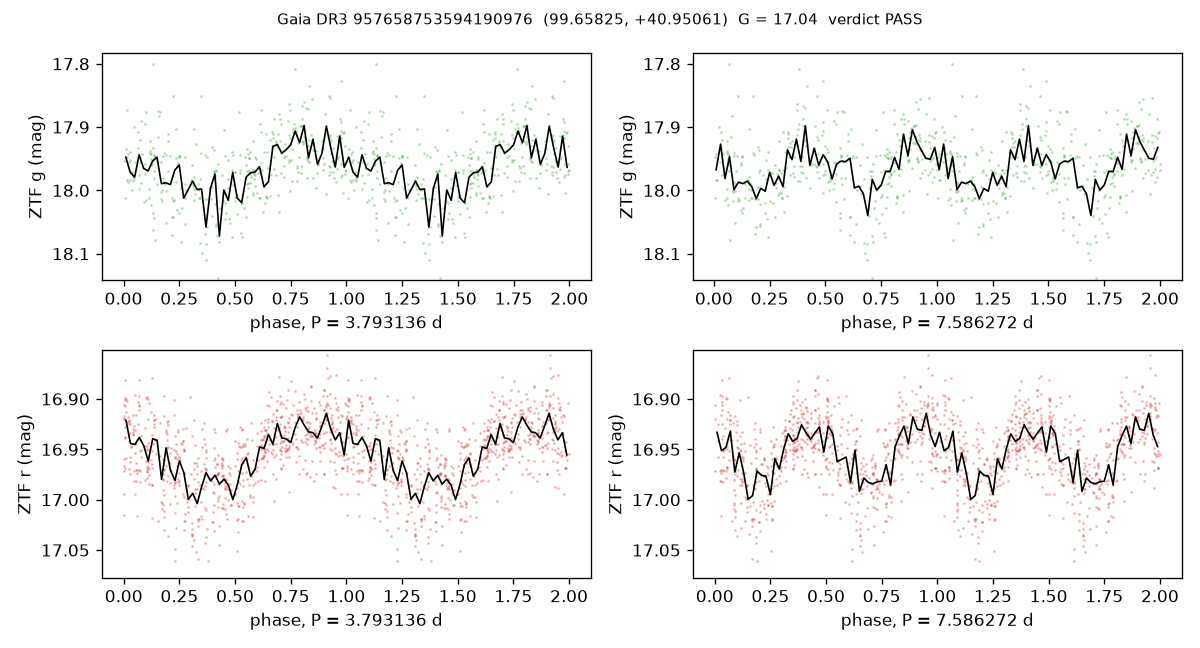 Gaia DR3 957658753594190976 (99.65825, +40.95061) G = 17.04 verdict PASS
17.8
17.9
18.0
18.1
ZTF g (mag)
0.00 0.25 0.50 0.75 1.00 1.25 1.50 1.75 2.00
phase, P = 3.793136 d
17.8
17.9
18.0
18.1
ZTF g (mag)
0.00 0.25 0.50 0.75 1.00 1.25 1.50 1.75 2.00
phase, P = 7.586272 d
16.90
16.95
17.00
17.05
ZTF r (mag)
0.00 0.25 0.50 0.75 1.00 1.25 1.50 1.75 2.00
phase, P = 3.793136 d
16.90
16.95
17.00
17.05
ZTF r (mag)
0.00 0.25 0.50 0.75 1.00 1.25 1.50 1.75 2.00
phase, P = 7.586272 d